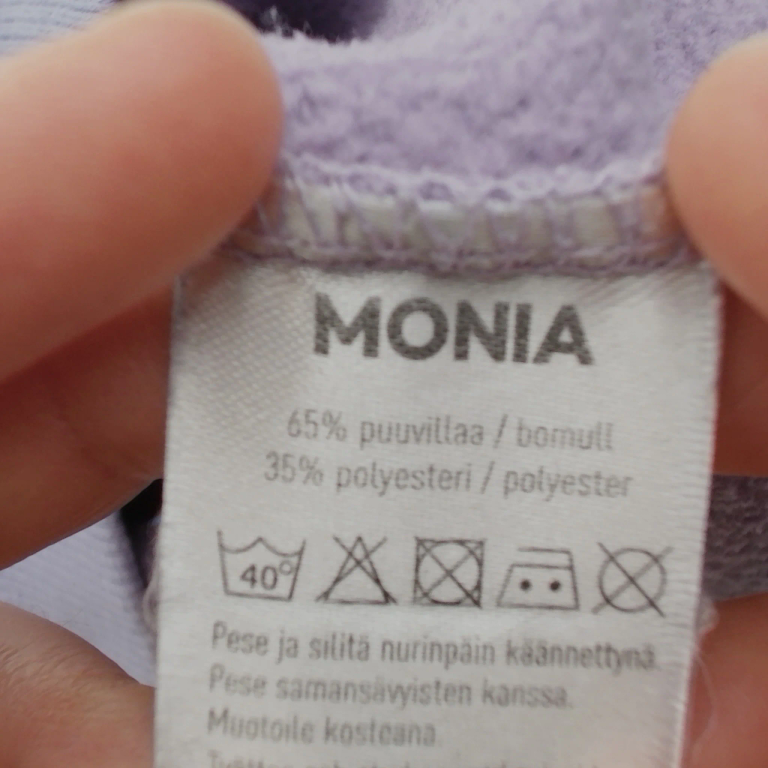 MONIA
65% puuvillaa / bomull
35% polyesteri / polyester
40°
Pese ja silitä nurinpäin käännettynä.
Pese samansävyisten kanssa.
Muotoile kosteana.